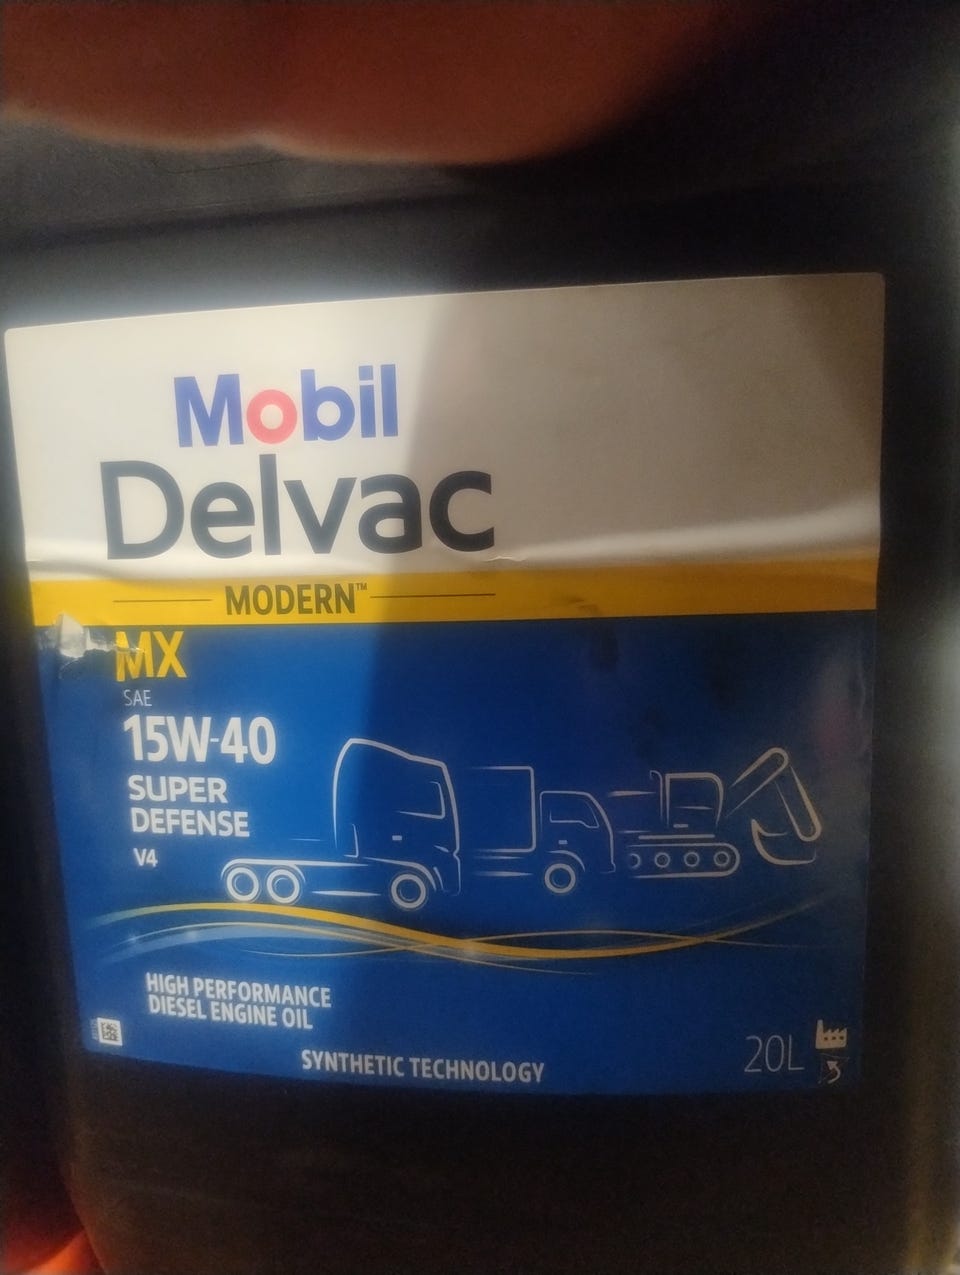 Mobil
Delvac
MODERN™
MX
SAE
15W-40
SUPER
DEFENSE
V4
HIGH PERFORMANCE
DIESEL ENGINE OIL
SYNTHETIC TECHNOLOGY
20L